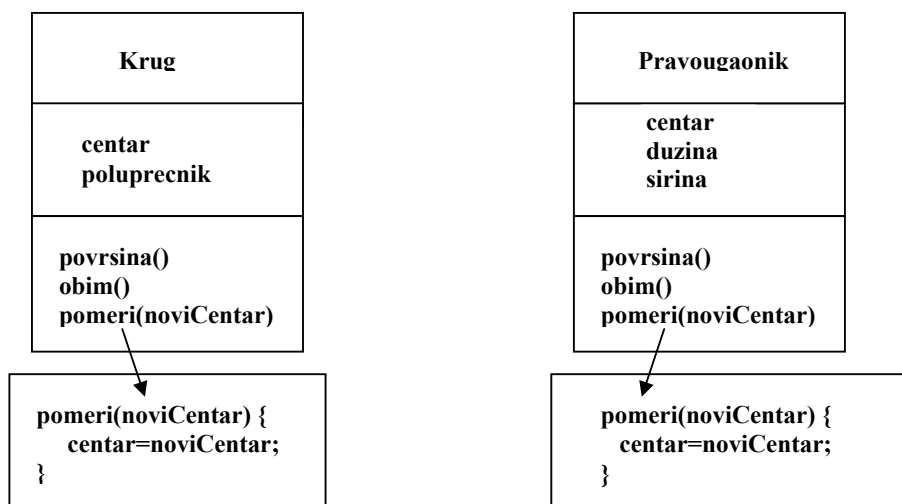 Krug
centar
poluprecnik
povrsina()
obim()
pomeri(noviCentar)
pomeri(noviCentar) {
centar=noviCentar;
}
Pravougaonik
centar
duzina
sirina
povrsina()
obim()
pomeri(noviCentar)
pomeri(noviCentar) {
centar=noviCentar;
}